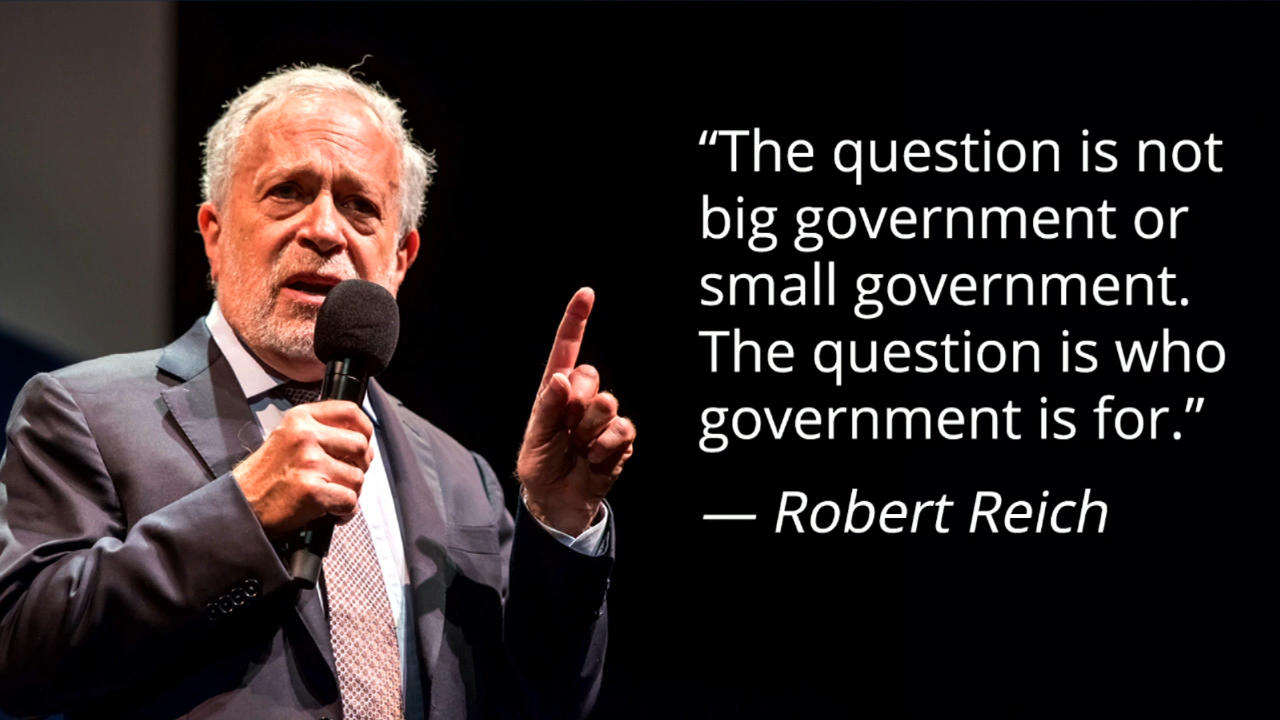 “The question is not
big government or
small government.
The question is who
government is for.”
— Robert Reich